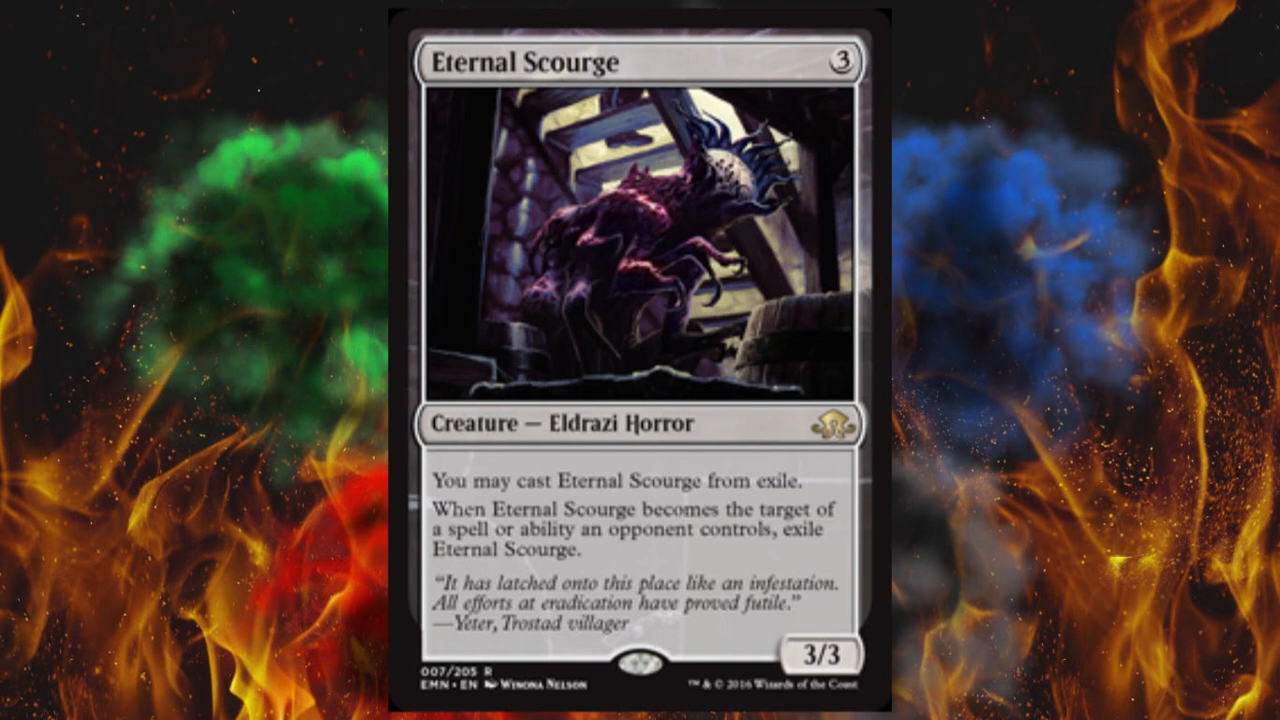 Eternal Scourge 3
Creature — Eldrazi Horror
You may cast Eternal Scourge from exile.
When Eternal Scourge becomes the target of
a spell or ability an opponent controls, exile
Eternal Scourge.
"It has latched onto this place like an infestation.
All efforts at eradication have proved futile."
—Yeter, Trostad villager
3/3
007/205 R
EMN • EN Winona Nelson
™ & © 2016 Wizards of the Coast